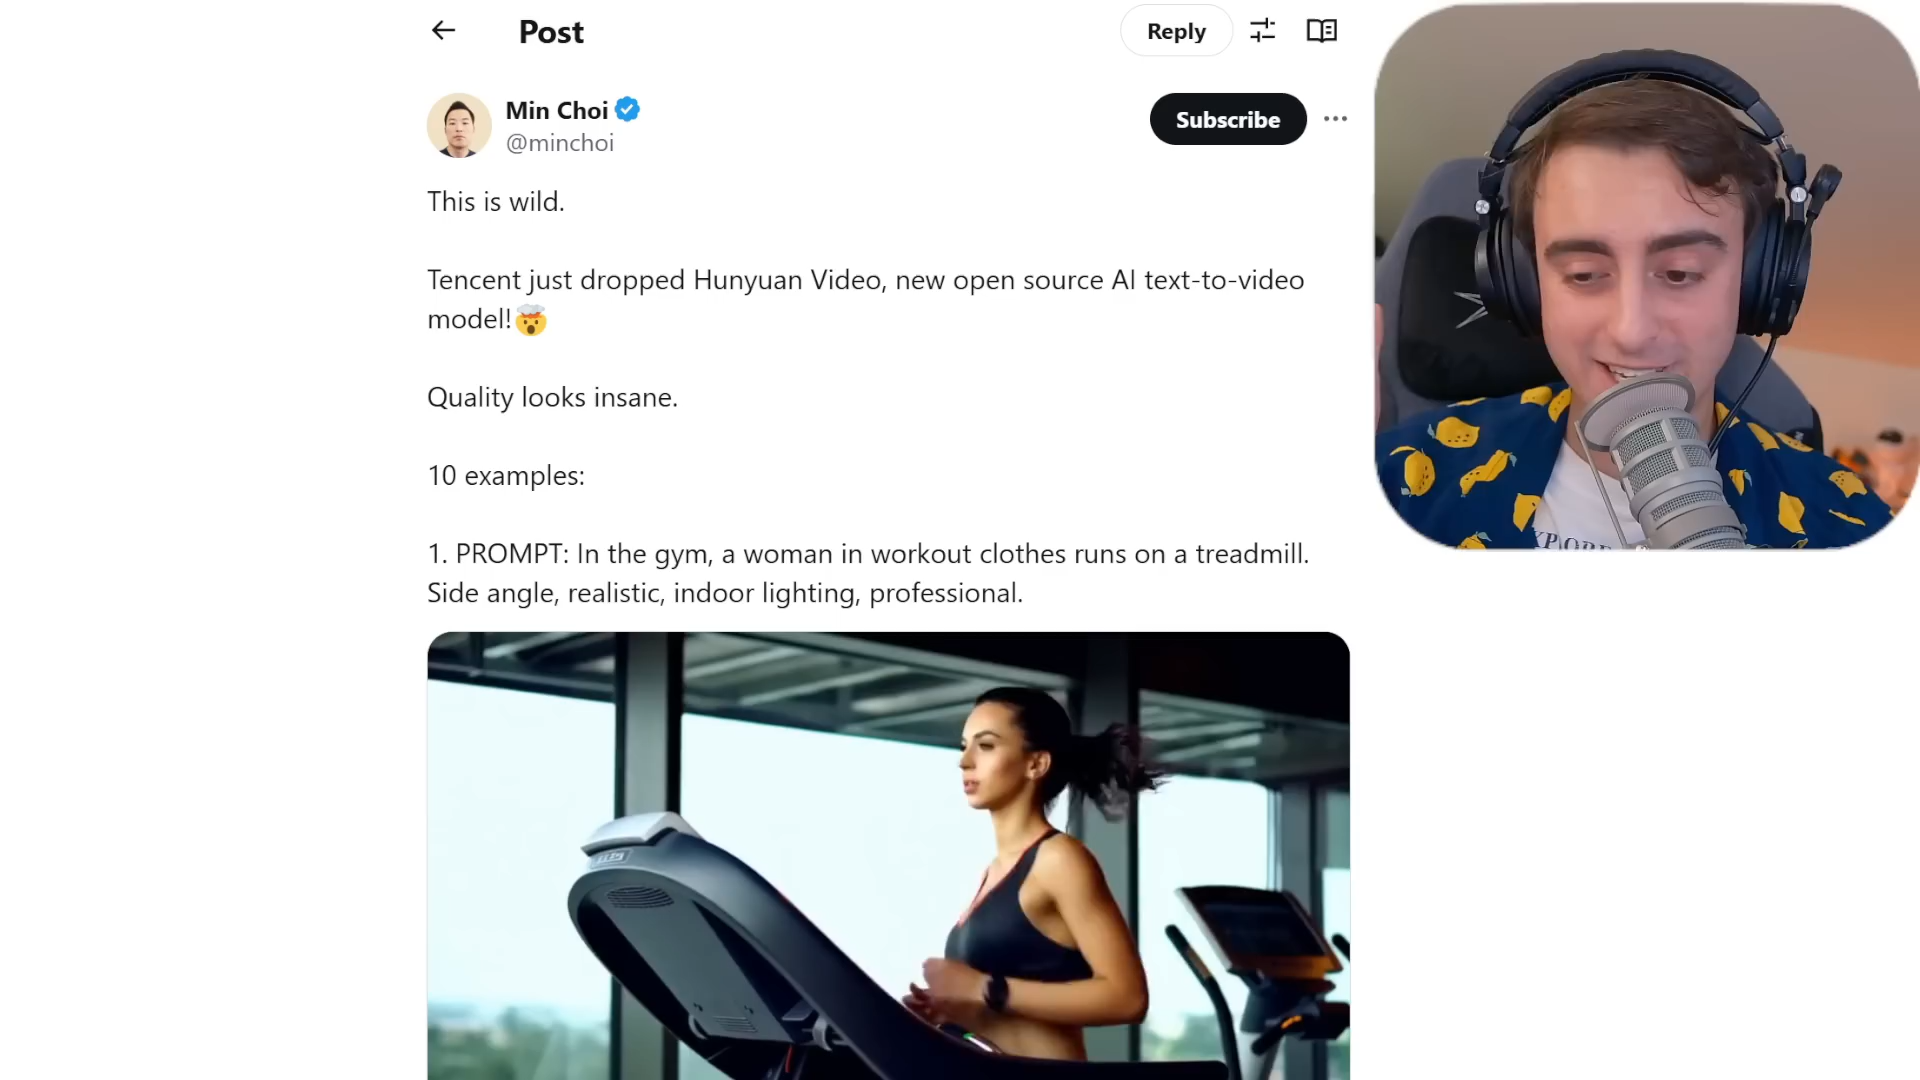 Post
Reply
Min Choi
@minchoi
Subscribe
This is wild.
Tencent just dropped Hunyuan Video, new open source AI text-to-video
model!🤯
Quality looks insane.
10 examples:
1. PROMPT: In the gym, a woman in workout clothes runs on a treadmill.
Side angle, realistic, indoor lighting, professional.